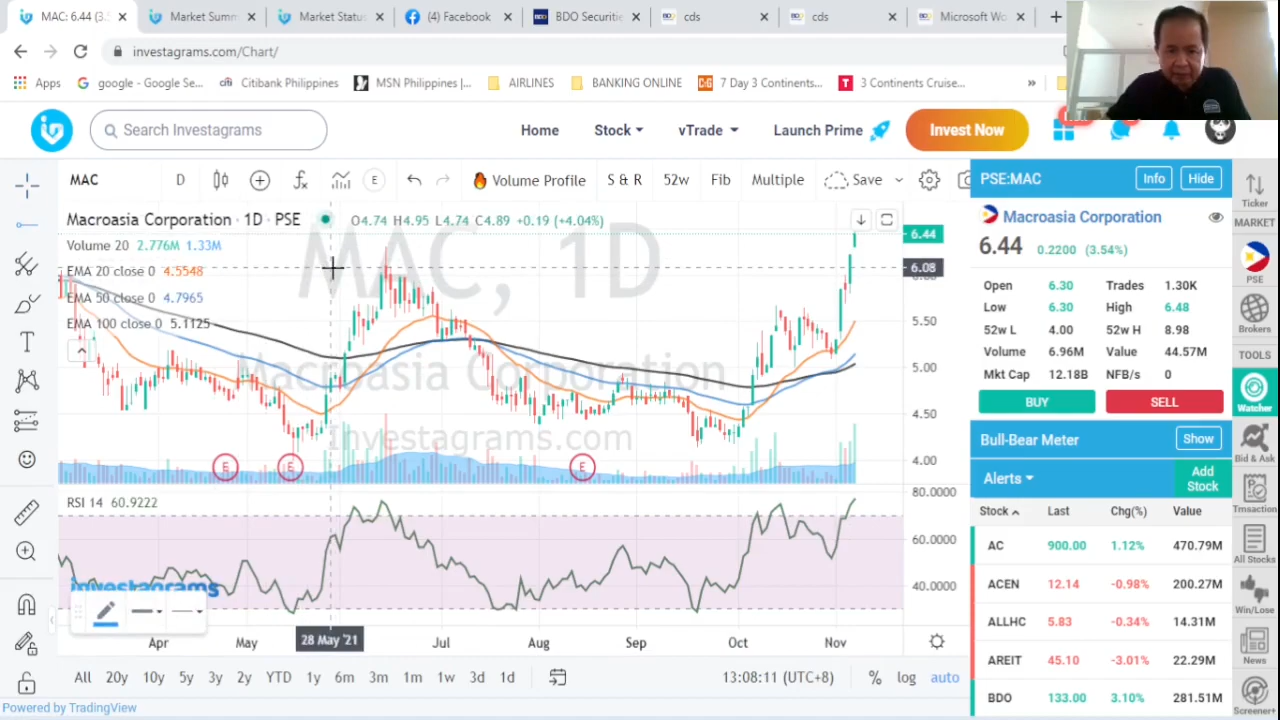 MAC: 6.44 (3.5
Market Summ
Market Statu
(4) Facebook
BDO Securitie
cds
cds
Microsoft Wo
investagrams.com/Chart/
Apps
google - Google Se...
Citibank Philippines
MSN Philippines |...
AIRLINES
BANKING ONLINE
7 Day 3 Continents...
3 Continents Cruise...
Search Investagrams
Home
Stock
vTrade
Launch Prime
Invest Now
MAC
D
E
Volume Profile
S & R
52w
Fib
Multiple
Save
Macroasia Corporation · 1D · PSE
O4.74 H4.95 L4.74 C4.89 +0.19 (+4.04%)
Volume 20 2.776M 1.33M
EMA 20 close 0 4.5548
EMA 50 close 0 4.7965
EMA 100 close 0 5.1125
MAC, 1D
Macroasia Corporation
investagrams.com
6.44
6.08
5.50
5.00
4.50
4.00
E
E
E
RSI 14 60.9222
80.0000
60.0000
40.0000
investagrams
Apr
May
28 May '21
Jul
Aug
Sep
Oct
Nov
All
20y
10y
5y
3y
2y
YTD
1y
6m
3m
1m
1w
3d
1d
13:08:11 (UTC+8)
%
log
auto
Powered by TradingView
PSE:MAC
Info
Hide
Macroasia Corporation
6.44 0.2200 (3.54%)
Open 6.30 Trades 1.30K
Low 6.30 High 6.48
52w L 4.00 52w H 8.98
Volume 6.96M Value 44.57M
Mkt Cap 12.18B NFB/s 0
BUY
SELL
Bull-Bear Meter
Show
Alerts
Add Stock
Stock Last Chg(%) Value
AC 900.00 1.12% 470.79M
ACEN 12.14 -0.98% 200.27M
ALLHC 5.83 -0.34% 14.31M
AREIT 45.10 -3.01% 22.29M
BDO 133.00 3.10% 281.51M
Ticker
MARKET
PSE
Brokers
TOOLS
Watcher
Bid & Ask
Trnsaction
All Stocks
Win/Lose
News
Screener+